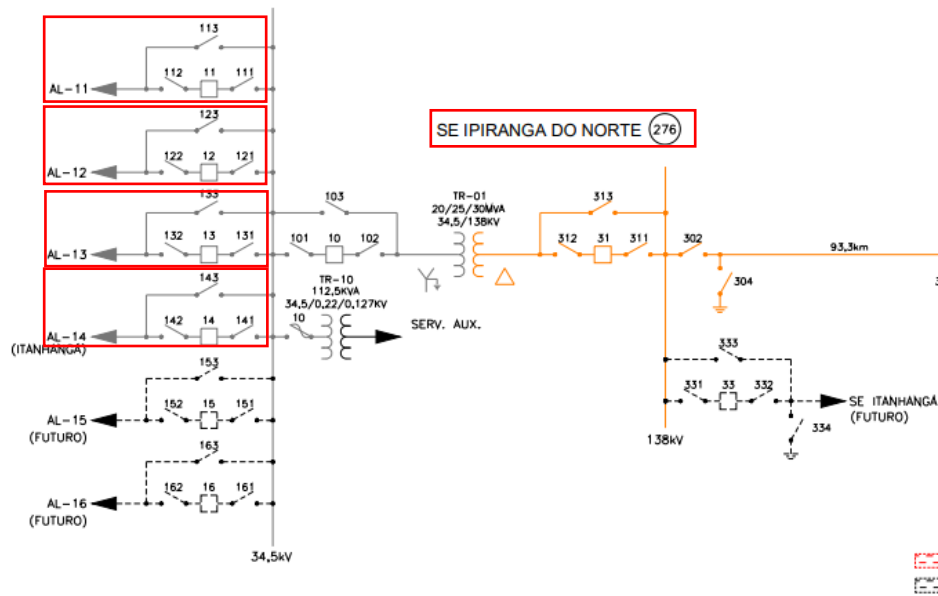 113
112 11 111
AL-11
123
122 12 121
AL-12
SE IPIRANGA DO NORTE 276
133
132 13 131
AL-13
103
101 10 102
TR-01
20/25/30MVA
34,5/138KV
313
312 31 311
302
93,3km
304
143
142 14 141
AL-14
(ITANHANGÁ)
TR-10
112,5KVA
34,5/0,22/0,127KV
10
SERV. AUX.
153
152 15 151
AL-15
(FUTURO)
333
331 33 332
SE ITANHANGÁ
(FUTURO)
334
138kV
163
162 16 161
AL-16
(FUTURO)
34,5kV